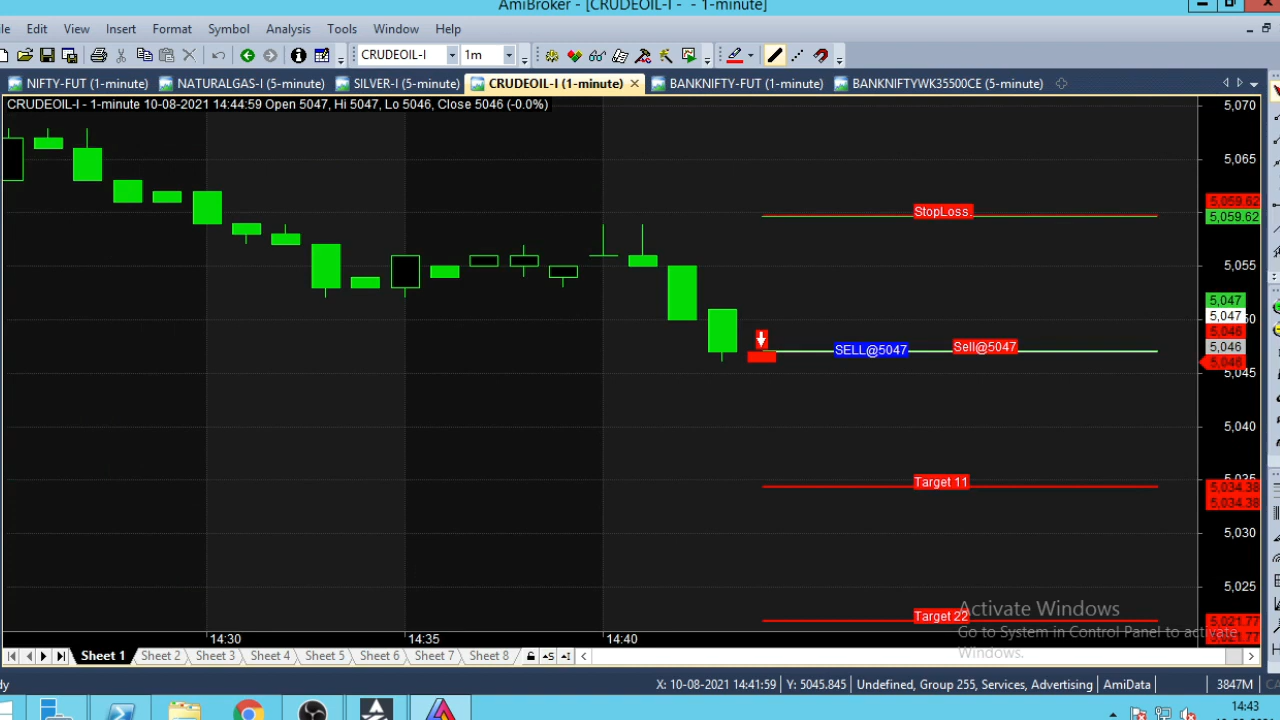 AmiBroker - [CRUDEOIL-I - - 1-minute]
Edit View Insert Format Symbol Analysis Tools Window Help
CRUDEOIL-I 1m
NIFTY-FUT (1-minute) NATURALGAS-I (5-minute) SILVER-I (5-minute) CRUDEOIL-I (1-minute) BANKNIFTY-FUT (1-minute) BANKNIFTYWK35500CE (5-minute)
CRUDEOIL-I - 1-minute 10-08-2021 14:44:59 Open 5047, Hi 5047, Lo 5046, Close 5046 (-0.0%)
5,070
5,065
5,059.62
StopLoss.
5,059.62
5,055
5,047
5,047
5,046
SELL@5047 Sell@5047 5,046
5,046
5,045
5,040
Target 11
5,034.38
5,034.38
5,030
5,025
Activate Windows
Target 22
5,021.77
Go to System in Control Panel to activate
Windows.
14:30 14:35 14:40
Sheet 1 Sheet 2 Sheet 3 Sheet 4 Sheet 5 Sheet 6 Sheet 7 Sheet 8
X: 10-08-2021 14:41:59 Y: 5045.845 Undefined, Group 255, Services, Advertising AmiData 3847M
14:43